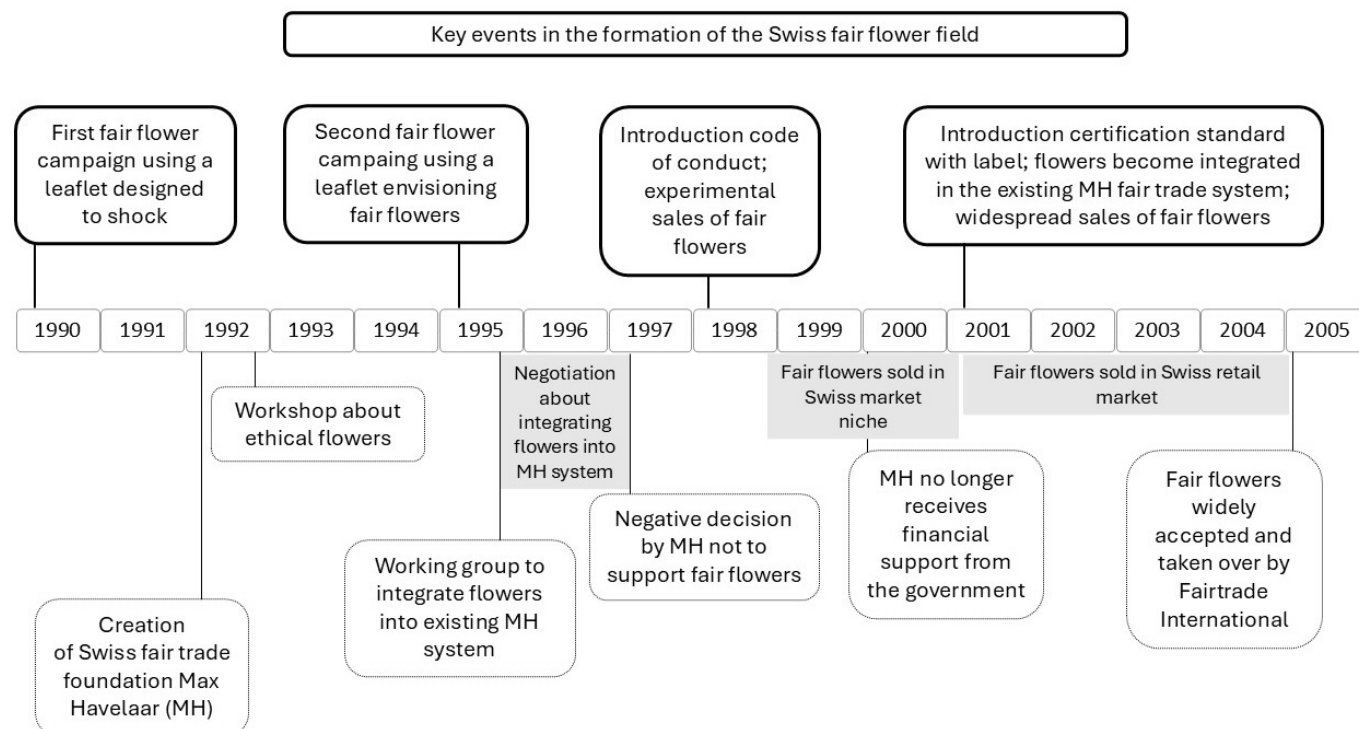 Key events in the formation of the Swiss fair flower field
First fair flower
campaign using a
leaflet designed
to shock
Second fair flower
campaing using a
leaflet envisioning
fair flowers
Introduction code
of conduct;
experimental
sales of fair
flowers
Introduction certification standard
with label; flowers become integrated
in the existing MH fair trade system;
widespread sales of fair flowers
1990
1991
1992
1993
1994
1995
1996
1997
1998
1999
2000
2001
2002
2003
2004
2005
Negotiation
about
integrating
flowers into
MH system
Fair flowers sold in
Swiss market
niche
Fair flowers sold in Swiss retail
market
Workshop about
ethical flowers
Creation
of Swiss fair trade
foundation Max
Havelaar (MH)
Working group to
integrate flowers
into existing MH
system
Negative decision
by MH not to
support fair flowers
MH no longer
receives
financial
support from
the government
Fair flowers
widely
accepted and
taken over by
Fairtrade
International